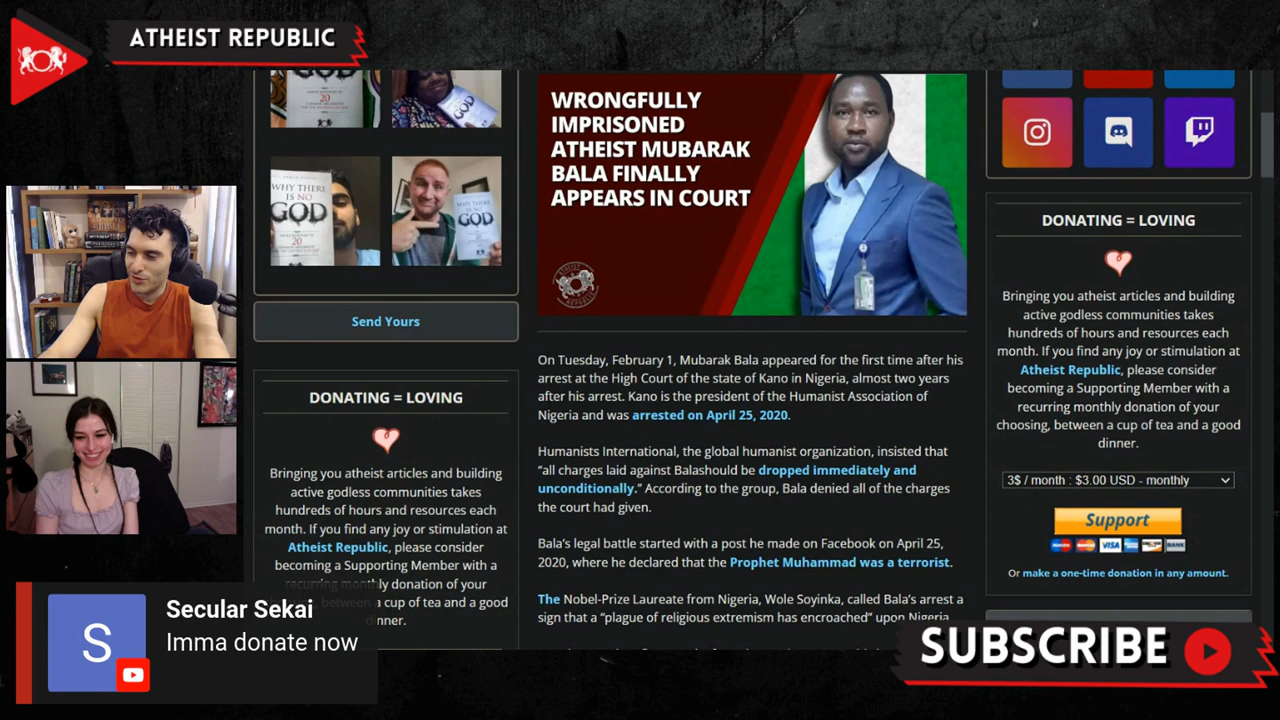 ATHEIST REPUBLIC
GOD
20
GOD
WHY THERE
IS NO
GOD
20
GOD
Send Yours
DONATING = LOVING
Bringing you atheist articles and building
active godless communities takes
hundreds of hours and resources each
month. If you find any joy or stimulation at
Atheist Republic, please consider
becoming a Supporting Member with a
recurring monthly donation of your
between a cup of tea and a good
dinner.
WRONGFULLY
IMPRISONED
ATHEIST MUBARAK
BALA FINALLY
APPEARS IN COURT
On Tuesday, February 1, Mubarak Bala appeared for the first time after his
arrest at the High Court of the state of Kano in Nigeria, almost two years
after his arrest. Kano is the president of the Humanist Association of
Nigeria and was arrested on April 25, 2020.
Humanists International, the global humanist organization, insisted that
“all charges laid against Balashould be dropped immediately and
unconditionally.” According to the group, Bala denied all of the charges
the court had given.
Bala’s legal battle started with a post he made on Facebook on April 25,
2020, where he declared that the Prophet Muhammad was a terrorist.
The Nobel-Prize Laureate from Nigeria, Wole Soyinka, called Bala’s arrest a
sign that a “plague of religious extremism has encroached” upon Nigeria
DONATING = LOVING
Bringing you atheist articles and building
active godless communities takes
hundreds of hours and resources each
month. If you find any joy or stimulation at
Atheist Republic, please consider
becoming a Supporting Member with a
recurring monthly donation of your
choosing, between a cup of tea and a good
dinner.
3$ / month : $3.00 USD - monthly
Support
VISA
BANK
Or make a one-time donation in any amount.
S
Secular Sekai
Imma donate now
SUBSCRIBE